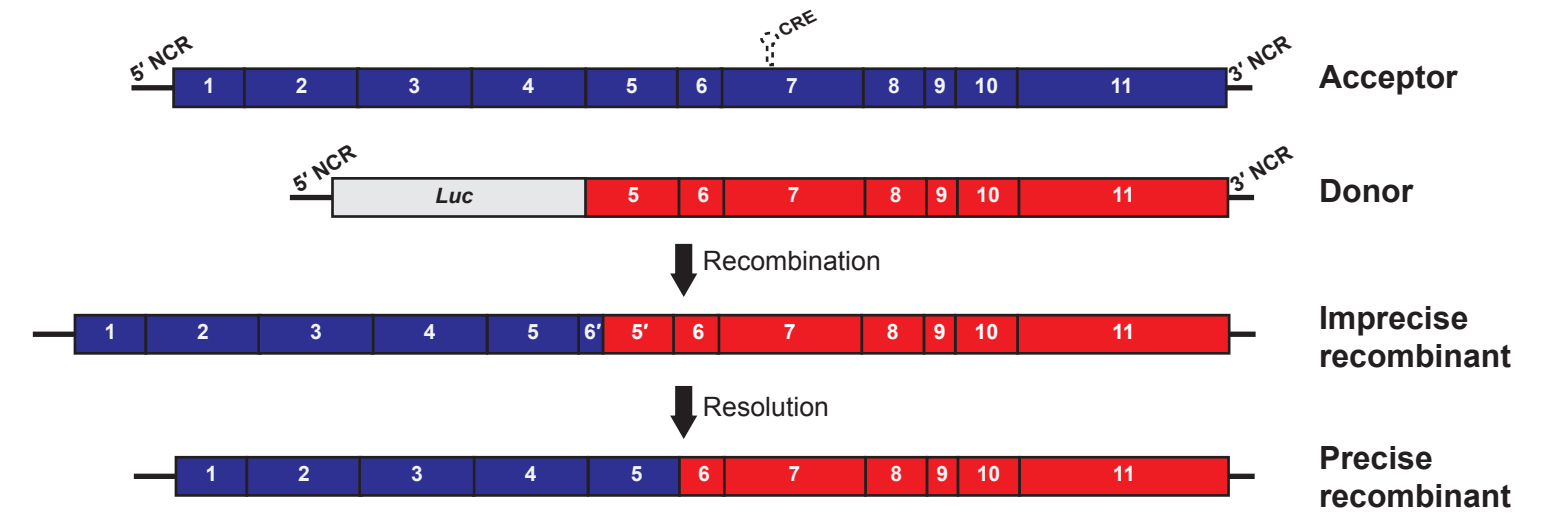 5′ NCR
CRE
3′ NCR
1 2 3 4 5 6 7 8 9 10 11
Acceptor
5′ NCR
3′ NCR
Luc 5 6 7 8 9 10 11
Donor
Recombination
1 2 3 4 5 6′ 5′ 6 7 8 9 10 11
Imprecise
recombinant
Resolution
1 2 3 4 5 6 7 8 9 10 11
Precise
recombinant